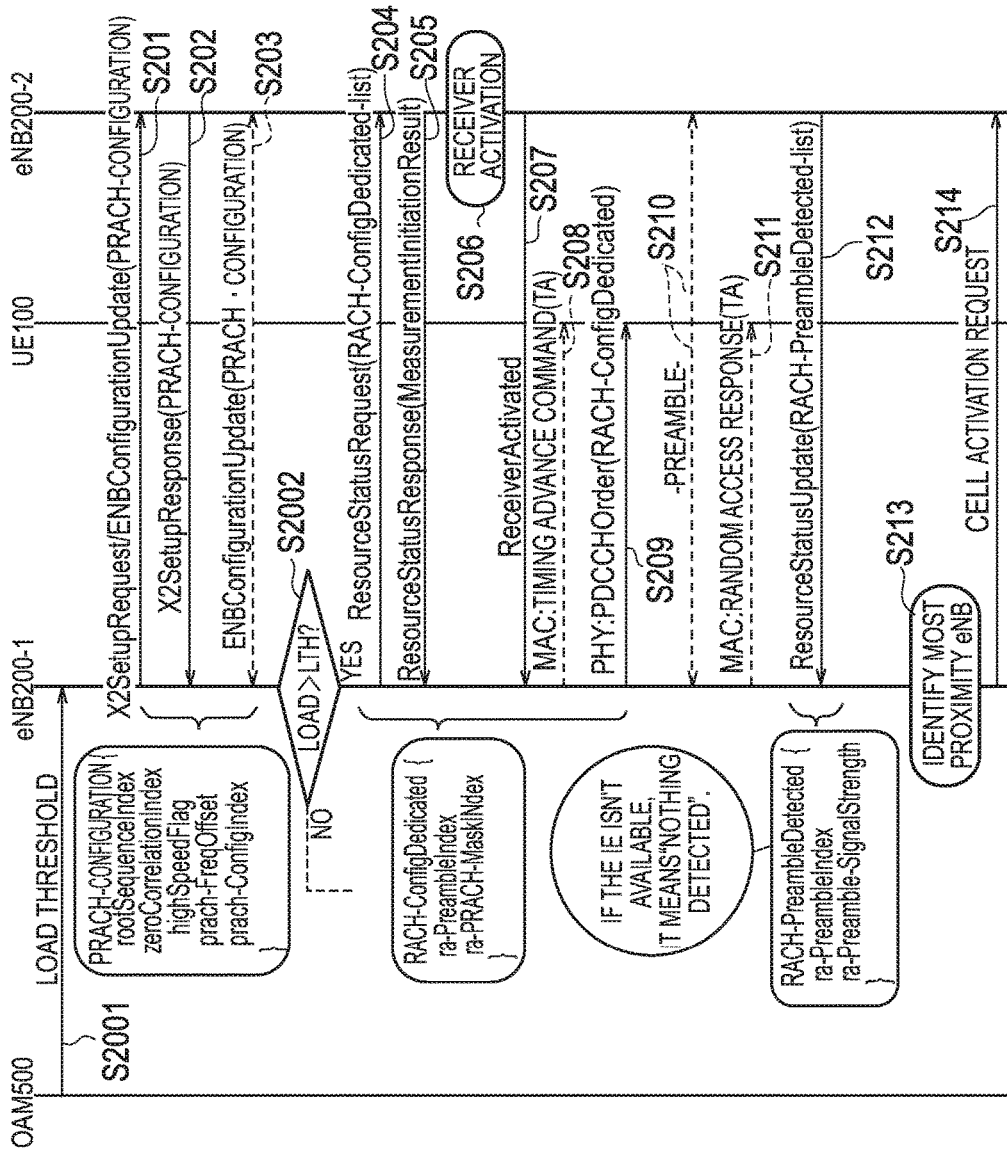 OAM500
eNB200-1
UE100
eNB200-2
LOAD THRESHOLD
S2001
X2SetupRequest/ENBConfigurationUpdate(PRACH-CONFIGURATION)
S201
PRACH-CONFIGURATION {
rootSequenceIndex
zeroCorrelationIndex
highSpeedFlag
prach-FreqOffset
prach-ConfigIndex
}
X2SetupResponse(PRACH-CONFIGURATION)
S202
ENBConfigurationUpdate(PRACH・CONFIGURATION)
S203
LOAD>LTH?
S2002
NO
YES
ResourceStatusRequest(RACH-ConfigDedicated-list)
S204
ResourceStatusResponse(MeasurementInitiationResult)
S205
RACH-ConfigDedicated {
ra-PreambleIndex
ra-PRACH-MaskINdex
}
RECEIVER
ACTIVATION
S206
ReceiverActivated
S207
MAC:TIMING ADVANCE COMMAND(TA)
S208
PHY:PDCCHOrder(RACH-ConfigDedicated)
S209
-PREAMBLE-
S210
IF THE IE ISN'T
AVAILABLE,
IT MEANS"NOTHING
DETECTED".
MAC:RANDOM ACCESS RESPONSE(TA)
S211
ResourceStatusUpdate(RACH-PreambleDetected-list)
S212
RACH-PreambleDetected {
ra-PreambleIndex
ra-Preamble-SignalStrength
}
IDENTIFY MOST
PROXIMITY eNB
S213
CELL ACTIVATION REQUEST
S214